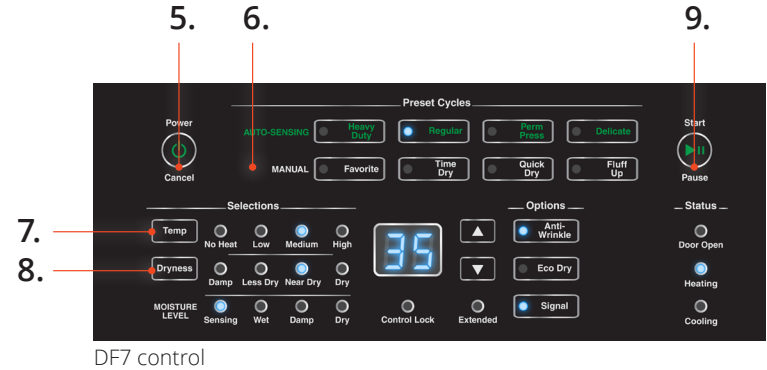 5. 6. 9.
Preset Cycles
Power
Start
AUTO-SENSING Heavy Duty Regular Perm Press Delicate
MANUAL Favorite Time Dry Quick Dry Fluff Up
Cancel
Pause
Selections
Options
Status
7. Temp No Heat Low Medium High
35
Anti-Wrinkle
Door Open
8. Dryness Damp Less Dry Near Dry Dry
Eco Dry
Heating
MOISTURE LEVEL Sensing Wet Damp Dry
Control Lock Extended
Signal
Cooling
DF7 control